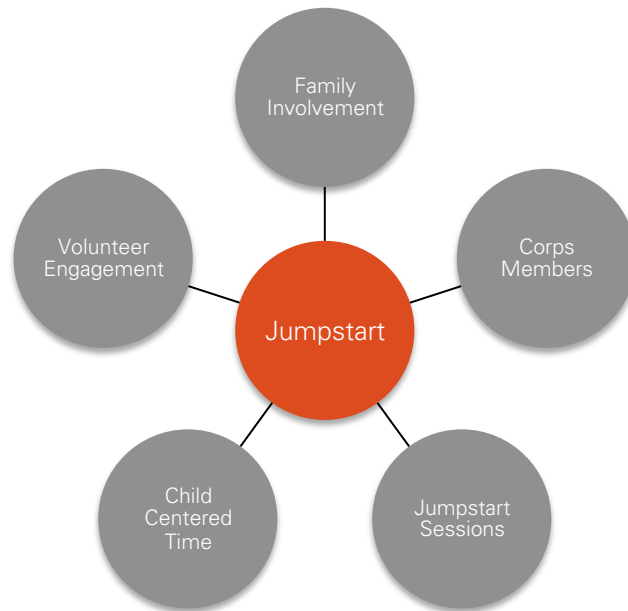 Family
Involvement
Volunteer
Engagement
Corps
Members
Jumpstart
Child
Centered
Time
Jumpstart
Sessions